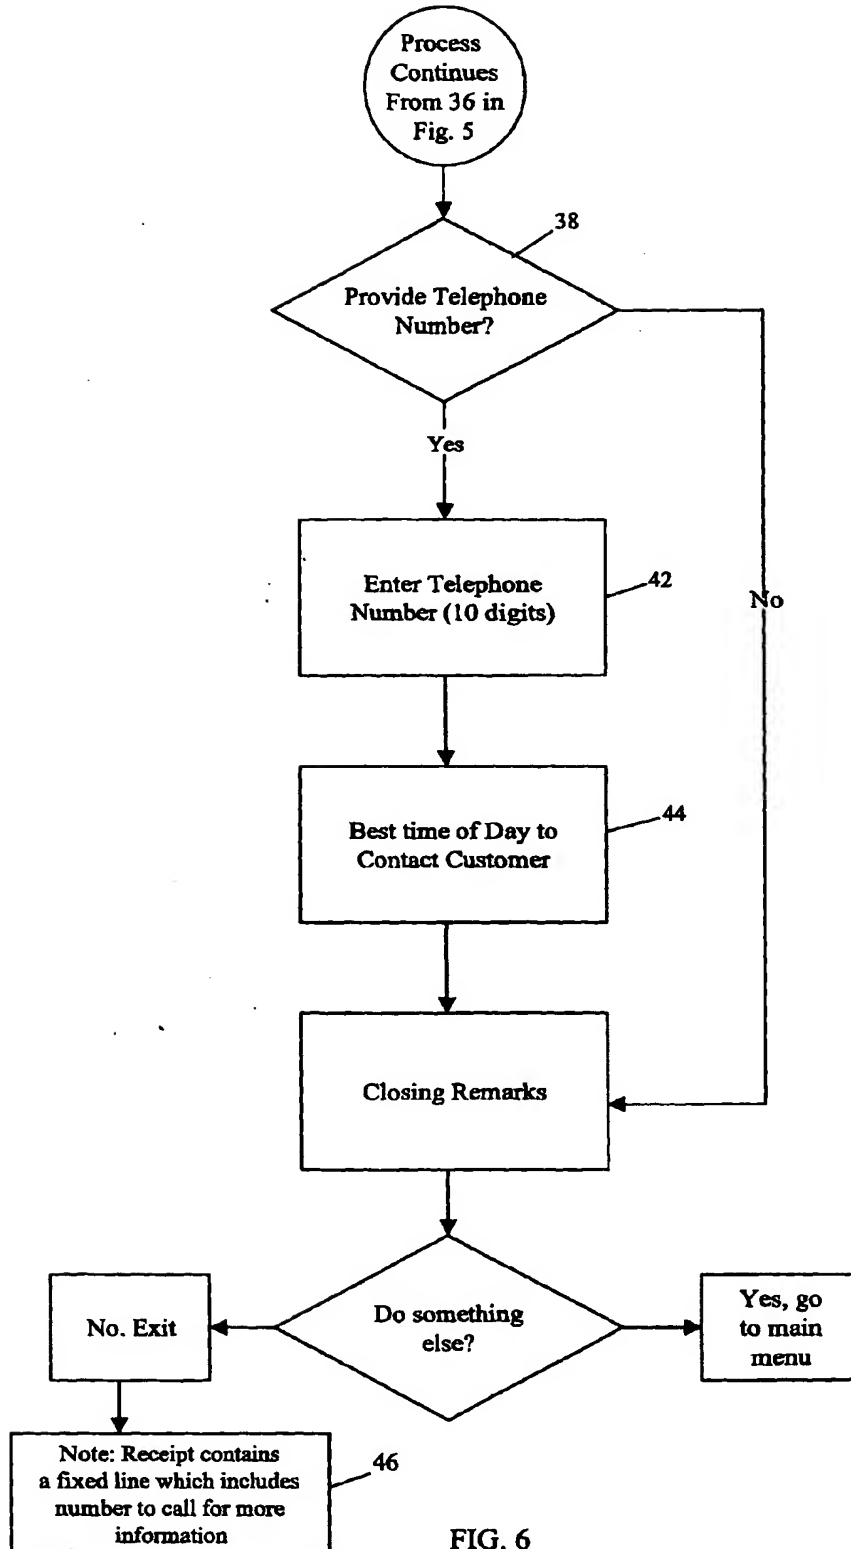 Process
Continues
From 36 in
Fig. 5
38
Provide Telephone
Number?
Yes
Enter Telephone
Number (10 digits)
42
No
Best time of Day to
Contact Customer
44
Closing Remarks
Do something
else?
No. Exit
Yes, go
to main
menu
Note: Receipt contains
a fixed line which includes
number to call for more
information
46
FIG. 6